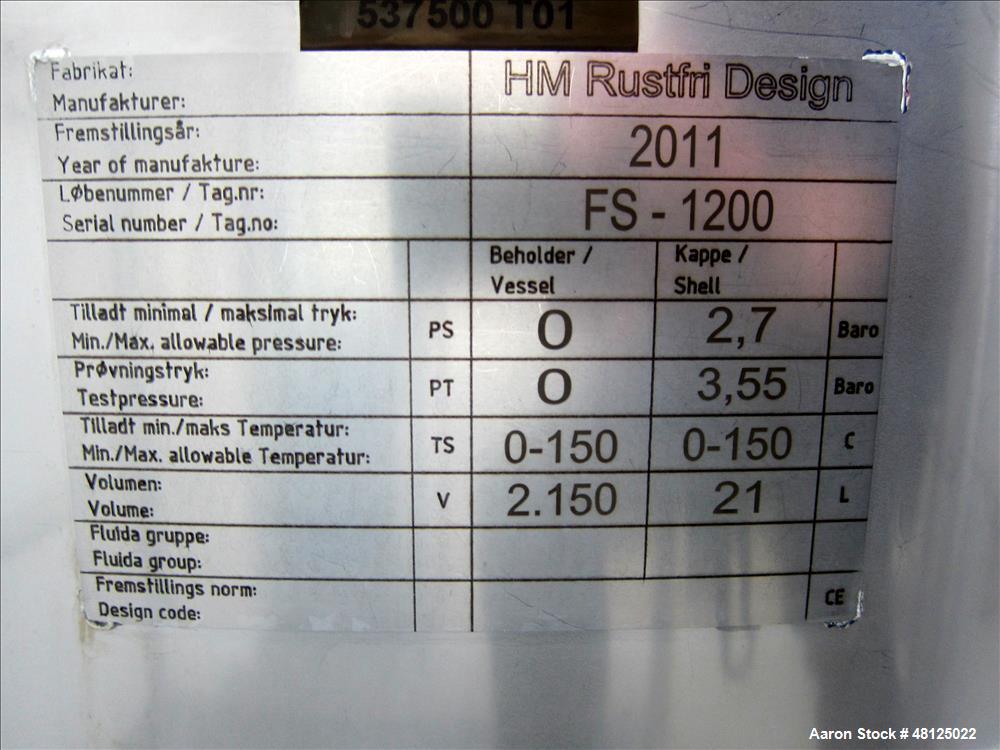 537500 T01
Fabrikat:
Manufakturer:
HM Rustfri Design
Fremstillingsår:
Year of manufakture:
2011
LØbenummer / Tag.nr:
Serial number / Tag.no:
FS - 1200
Beholder /
Vessel
Kappe /
Shell
Tilladt minimal / maksimal tryk:
Min./Max. allowable pressure:
PS
0
2,7
Baro
PrØvningstryk:
Testpressure:
PT
0
3,55
Baro
Tilladt min./maks Temperatur:
Min./Max. allowable Temperatur:
TS
0-150
0-150
C
Volumen:
Volume:
V
2.150
21
L
Fluida gruppe:
Fluida group:
Fremstillings norm:
Design code:
CE
Aaron Stock # 48125022